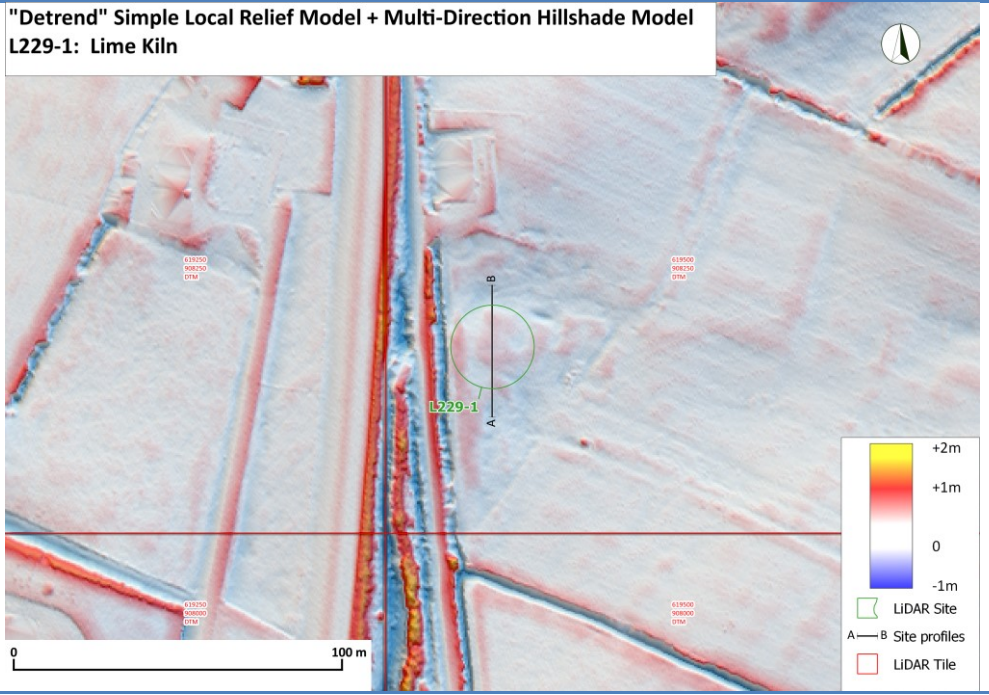 "Detrend" Simple Local Relief Model + Multi-Direction Hillshade Model
L229-1: Lime Kiln
619250
908250
DTM
619500
908250
DTM
B
L229-1
A
+2m
+1m
0
-1m
LiDAR Site
A B Site profiles
LiDAR Tile
619250
908000
DTM
619500
908000
DTM
0 100 m